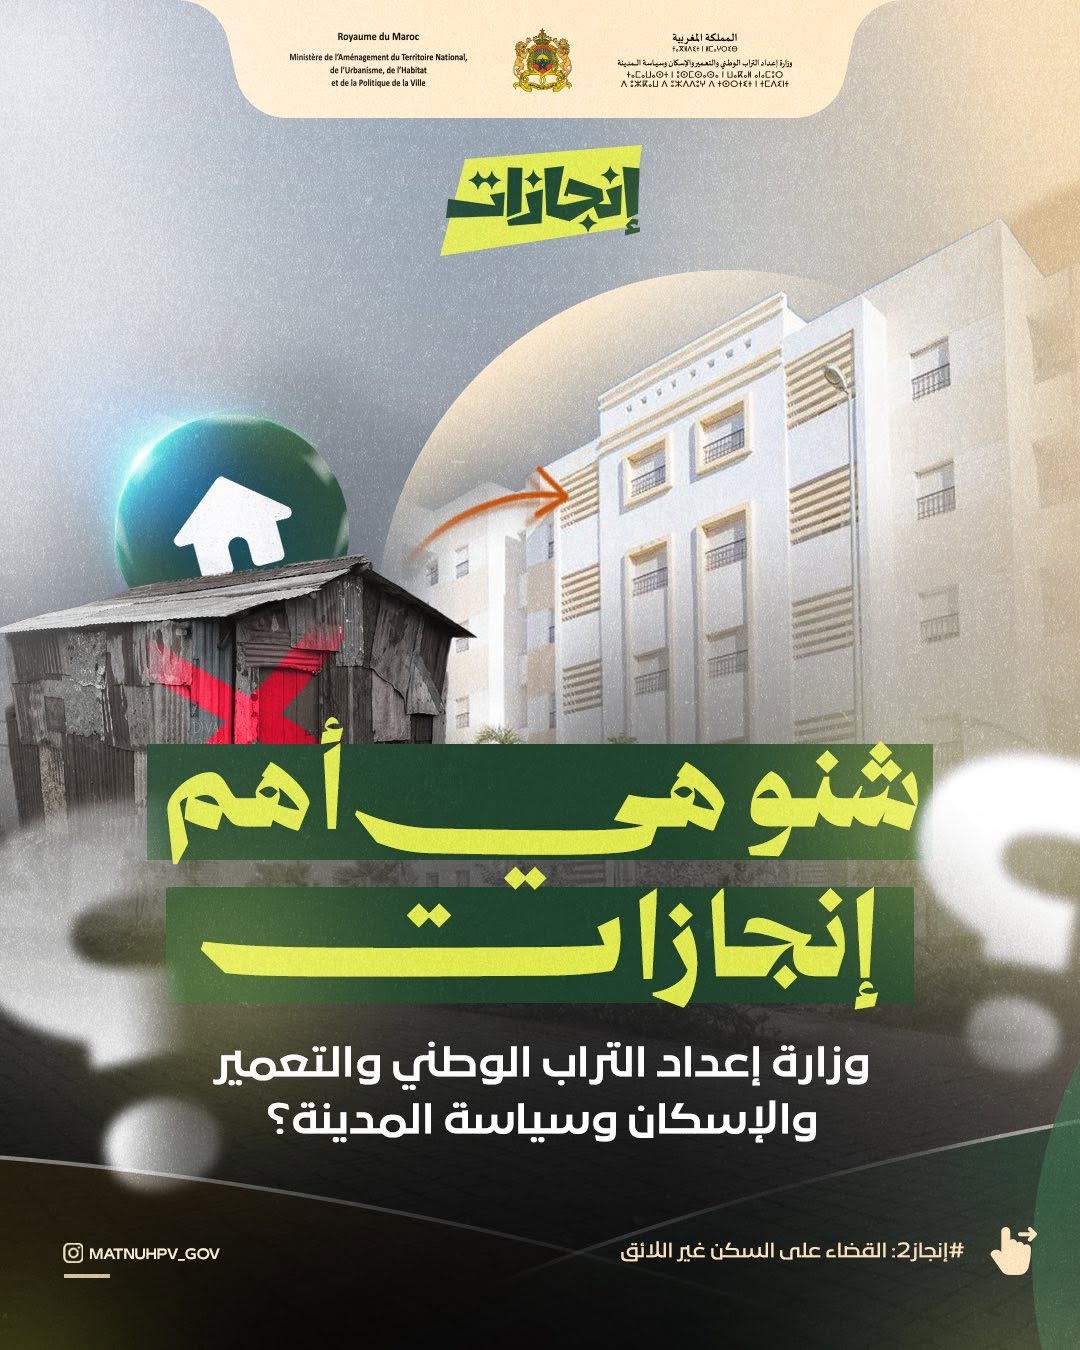 Royaume du Maroc
Ministère de l'Aménagement du Territoire National,
de l'Urbanisme, de l'Habitat
et de la Politique de la Ville
المملكة المغربية
ⵜⴰⴳⵍⴷⵉⵜ ⵏ ⵍⵎⵖⵔⵉⴱ
وزارة إعداد التراب الوطني والتعمير والإسكان وسياسة المدينة
إنجازات
شنو هي أهم
إنجازات
وزارة إعداد التراب الوطني والتعمير
والإسكان وسياسة المدينة؟
#إنجاز2: القضاء على السكن غير اللائق
MATNUHPV_GOV